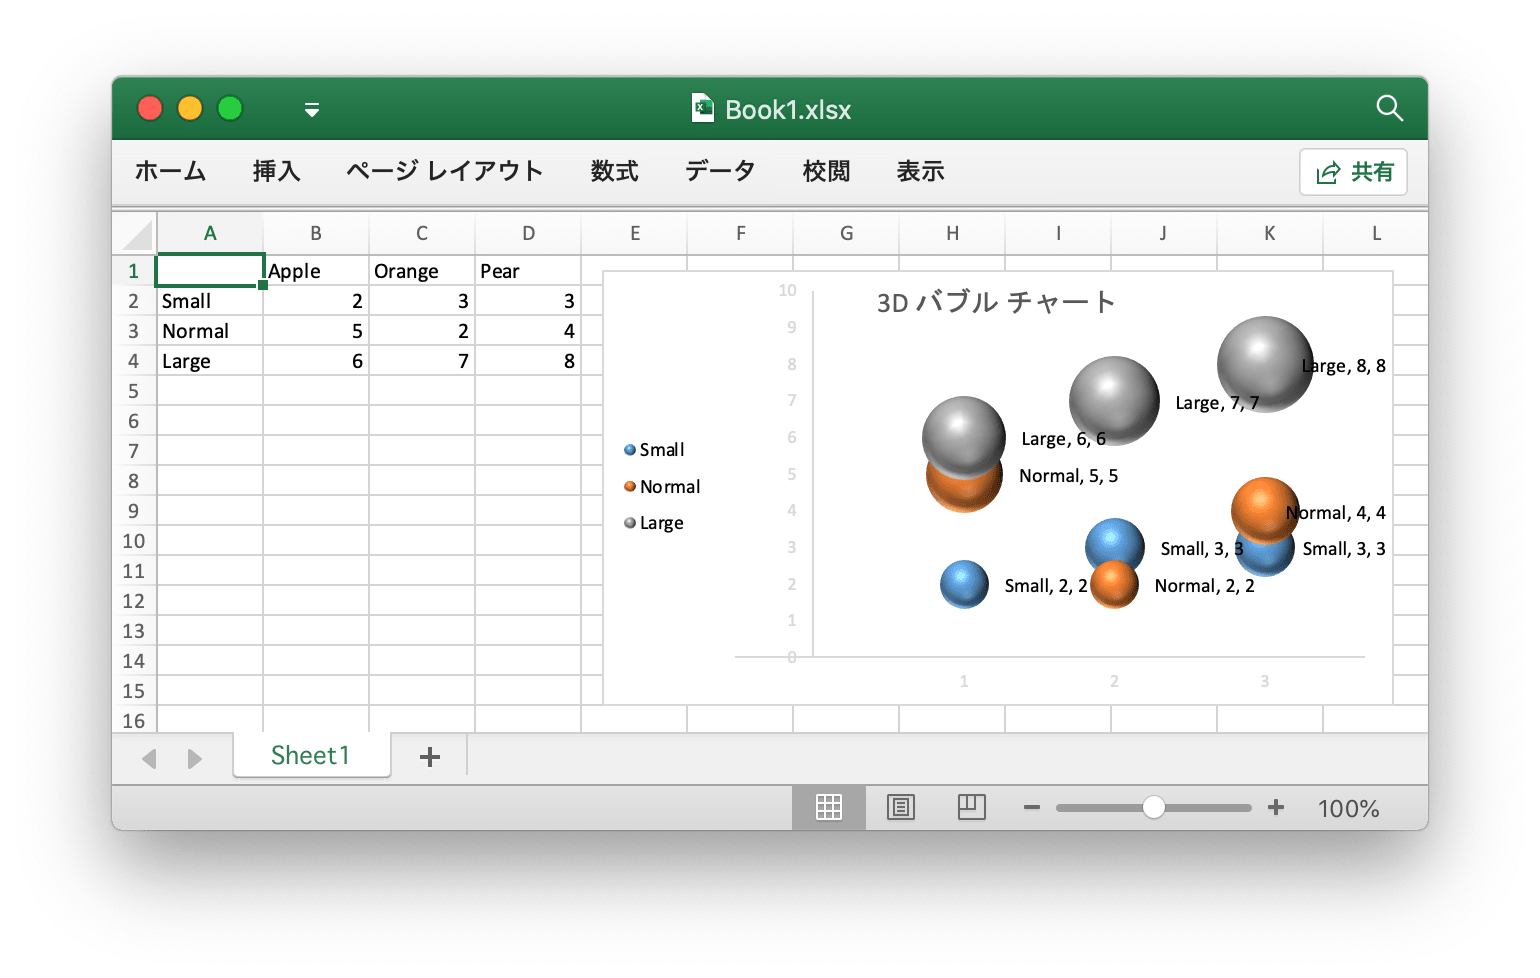 Book1.xlsx
ホーム 挿入 ページ レイアウト 数式 データ 校閲 表示 共有
A B C D E F G H I J K L
1 Apple Orange Pear
2 Small 2 3 3
3 Normal 5 2 4
4 Large 6 7 8
5
6
7
8
9
10
11
12
13
14
15
16
3D バブル チャート
10
9
8
7
6
5
4
3
2
1
0
1 2 3
Small
Normal
Large
Large, 8, 8
Large, 7, 7
Large, 6, 6
Normal, 5, 5
Normal, 4, 4
Small, 3, 3
Small, 3, 3
Small, 2, 2
Normal, 2, 2
Sheet1
100%